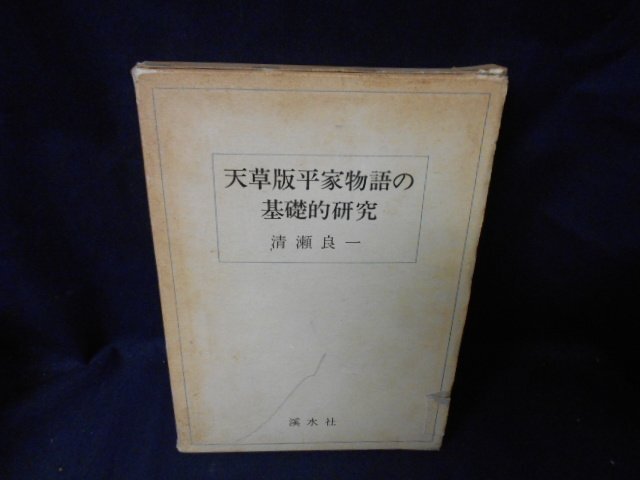 天草版平家物語の
基礎的研究
清瀬良一
溪水社